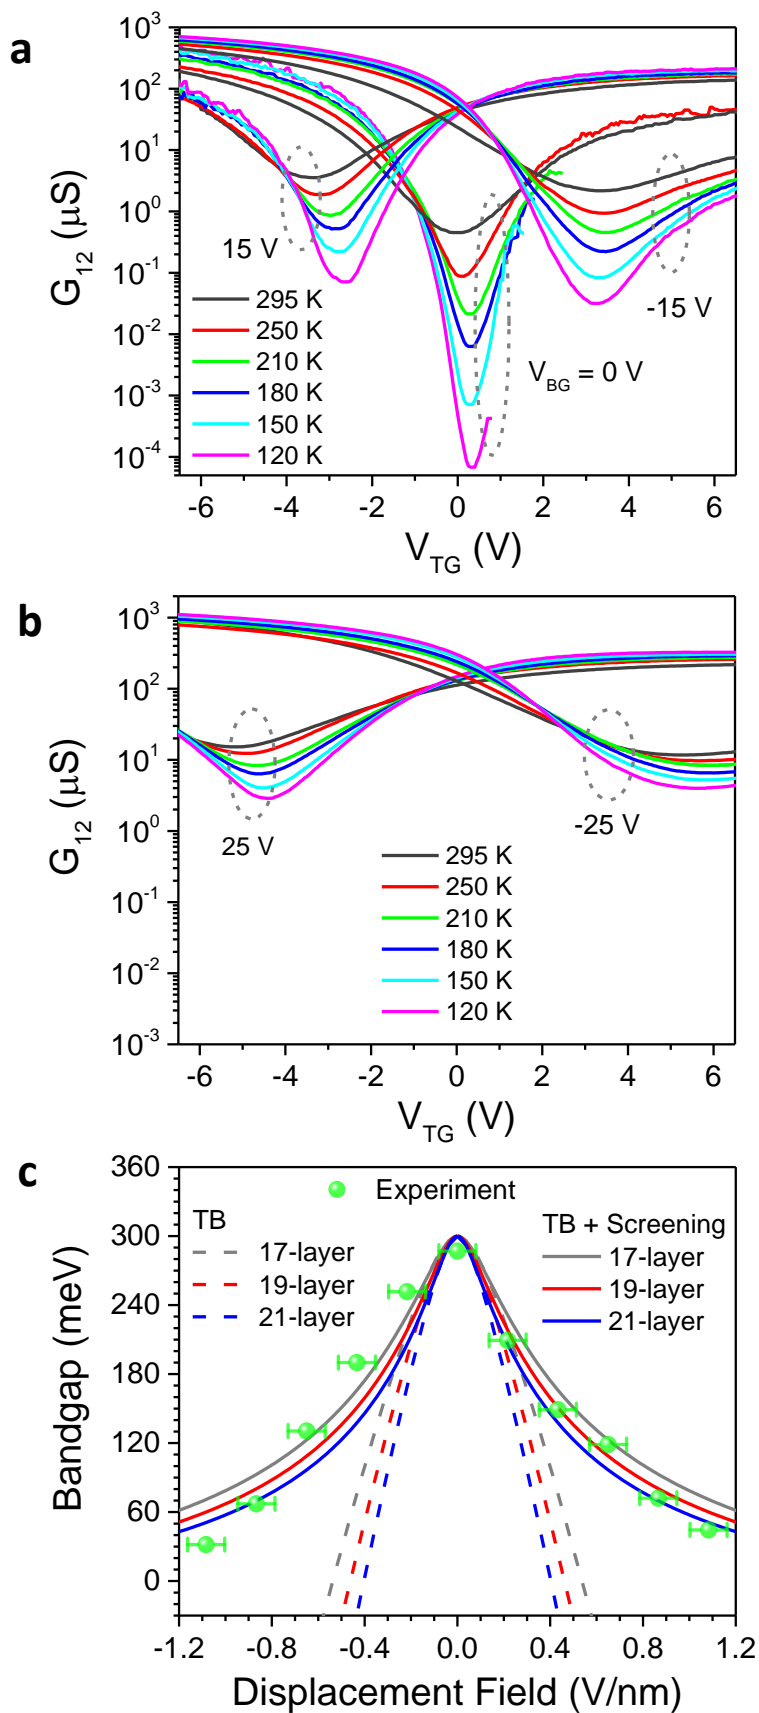 a
10³
10²
10¹
10⁰
10⁻¹
10⁻²
10⁻³
10⁻⁴
G₁₂ (μS)
15 V
-15 V
V_BG = 0 V
295 K
250 K
210 K
180 K
150 K
120 K
-6 -4 -2 0 2 4 6
V_TG (V)
b
10³
10²
10¹
10⁰
10⁻¹
10⁻²
10⁻³
G₁₂ (μS)
25 V
-25 V
295 K
250 K
210 K
180 K
150 K
120 K
-6 -4 -2 0 2 4 6
V_TG (V)
c
360
300
240
180
120
60
0
Bandgap (meV)
Experiment
TB
17-layer
19-layer
21-layer
TB + Screening
17-layer
19-layer
21-layer
-1.2 -0.8 -0.4 0.0 0.4 0.8 1.2
Displacement Field (V/nm)